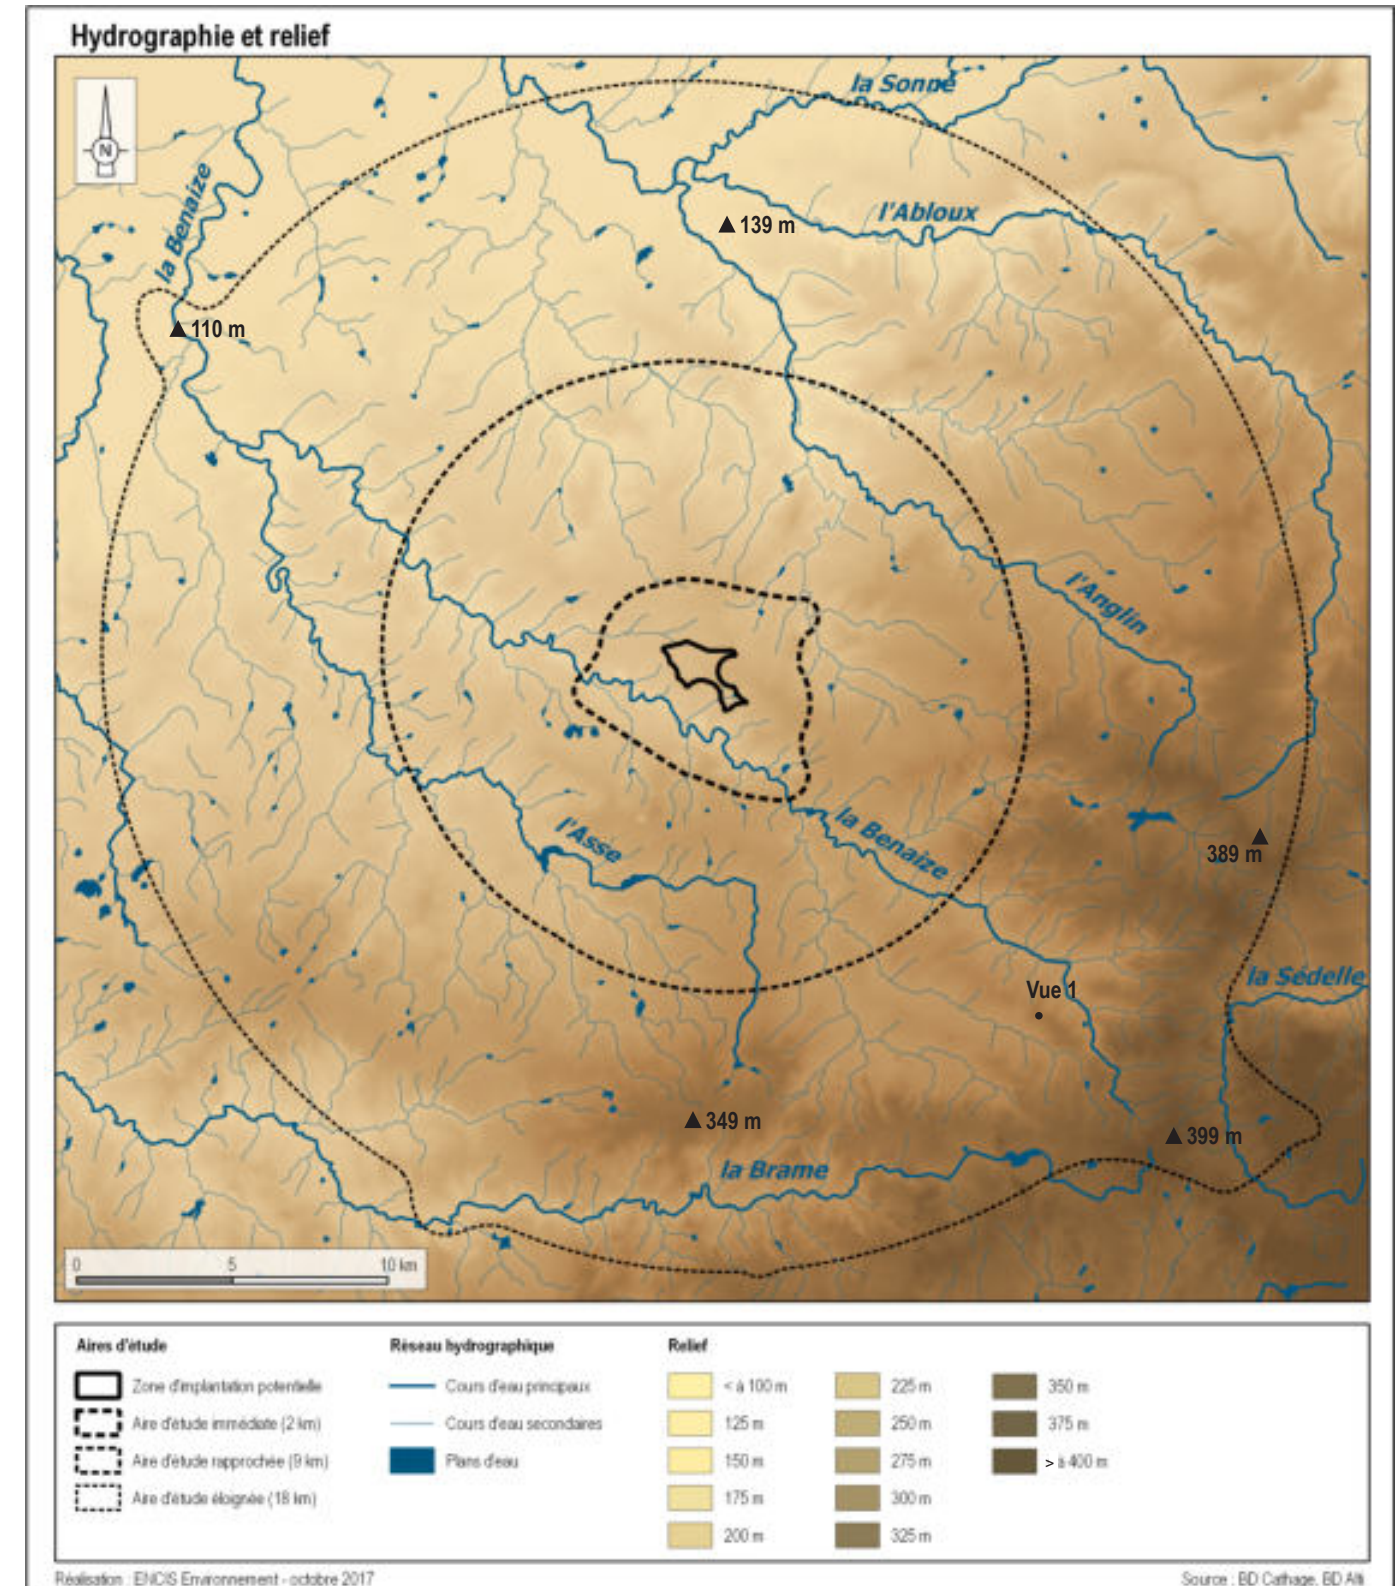 Hydrographie et relief
N
la Sonne
la Benaize
l'Abloux
139 m
110 m
l'Anglin
la Benaize
l'Asse
389 m
la Sédelle
Vue 1
349 m
399 m
la Brame
0 5 10 km
Aires d'étude
Zone d'implantation potentielle
Aire d'étude immédiate (2 km)
Aire d'étude rapprochée (9 km)
Aire d'étude éloignée (18 km)
Réseau hydrographique
Cours d'eau principaux
Cours d'eau secondaires
Plans d'eau
Relief
< à 100 m
125 m
150 m
175 m
200 m
225 m
250 m
275 m
300 m
325 m
350 m
375 m
> à 400 m
Réalisation : ENCIS Environnement - octobre 2017
Source : BD Cathage, BD Alti